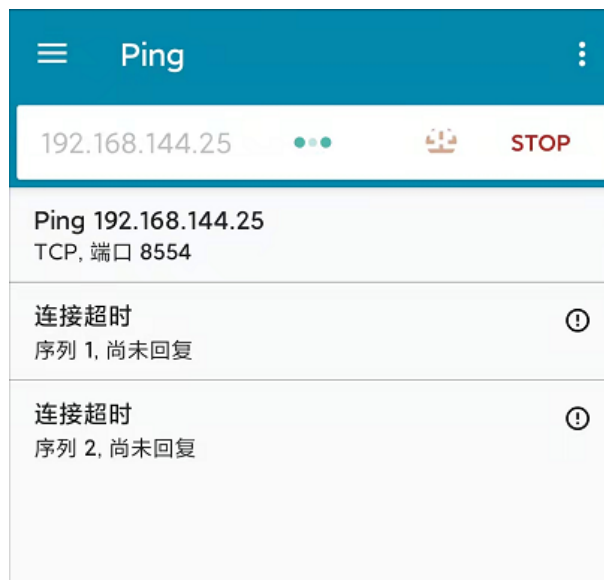 Ping
192.168.144.25
STOP
Ping 192.168.144.25
TCP, 端口 8554
连接超时
序列 1, 尚未回复
连接超时
序列 2, 尚未回复